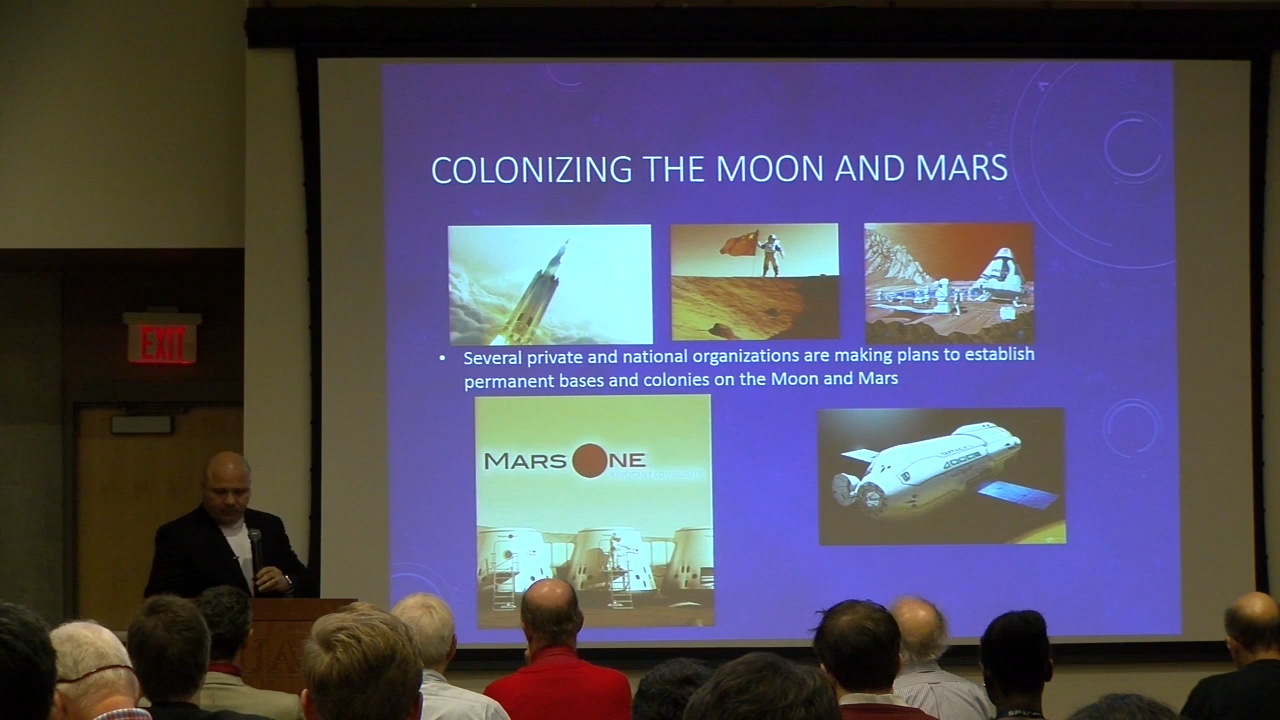 COLONIZING THE MOON AND MARS
EXIT
• Several private and national organizations are making plans to establish
permanent bases and colonies on the Moon and Mars
MARS ONE